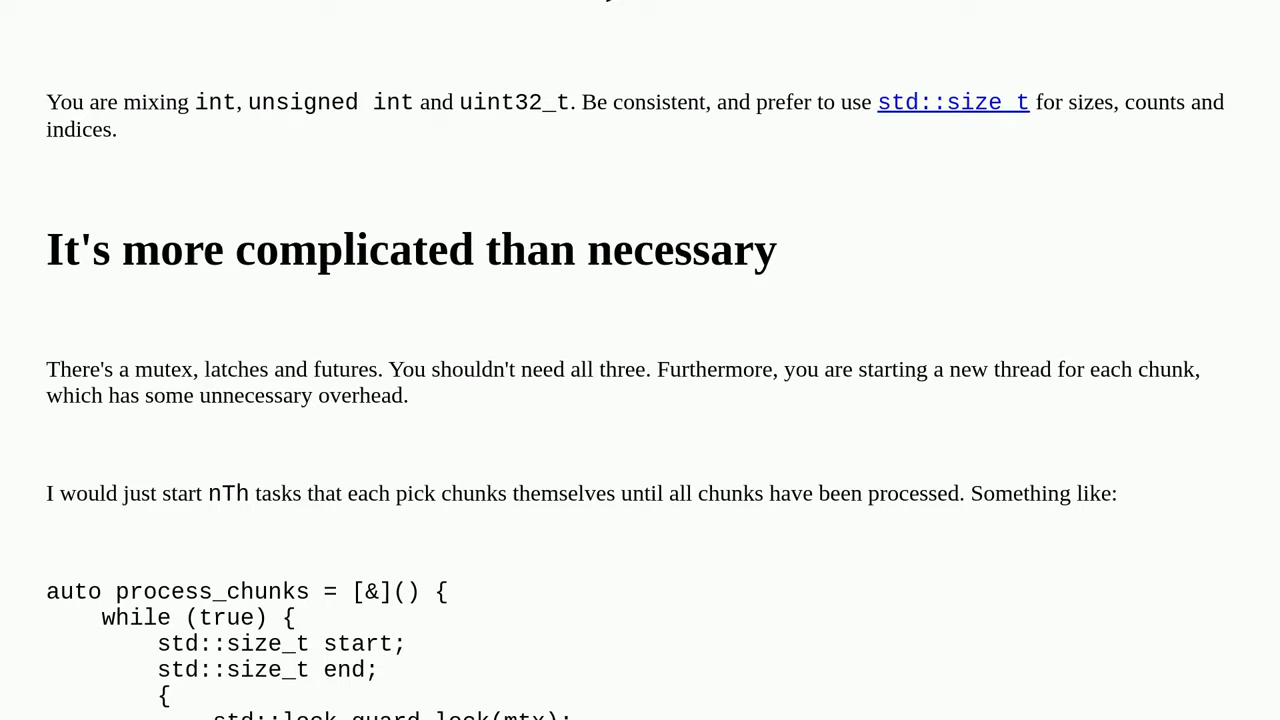 You are mixing int, unsigned int and uint32_t. Be consistent, and prefer to use std::size_t for sizes, counts and
indices.
It's more complicated than necessary
There's a mutex, latches and futures. You shouldn't need all three. Furthermore, you are starting a new thread for each chunk,
which has some unnecessary overhead.
I would just start nTh tasks that each pick chunks themselves until all chunks have been processed. Something like:
auto process_chunks = [&]() {
    while (true) {
        std::size_t start;
        std::size_t end;
        {
            std::lock_guard lock(mtx);